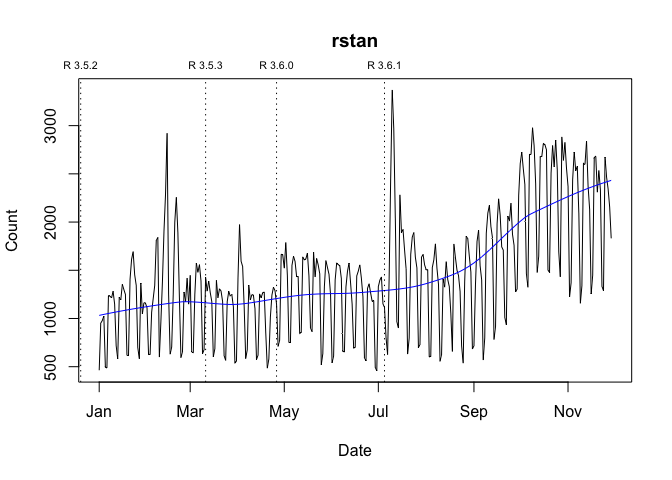 rstan
R 3.5.2 R 3.5.3 R 3.6.0 R 3.6.1
3000
2000
1000
500
Count
Jan Mar May Jul Sep Nov
Date